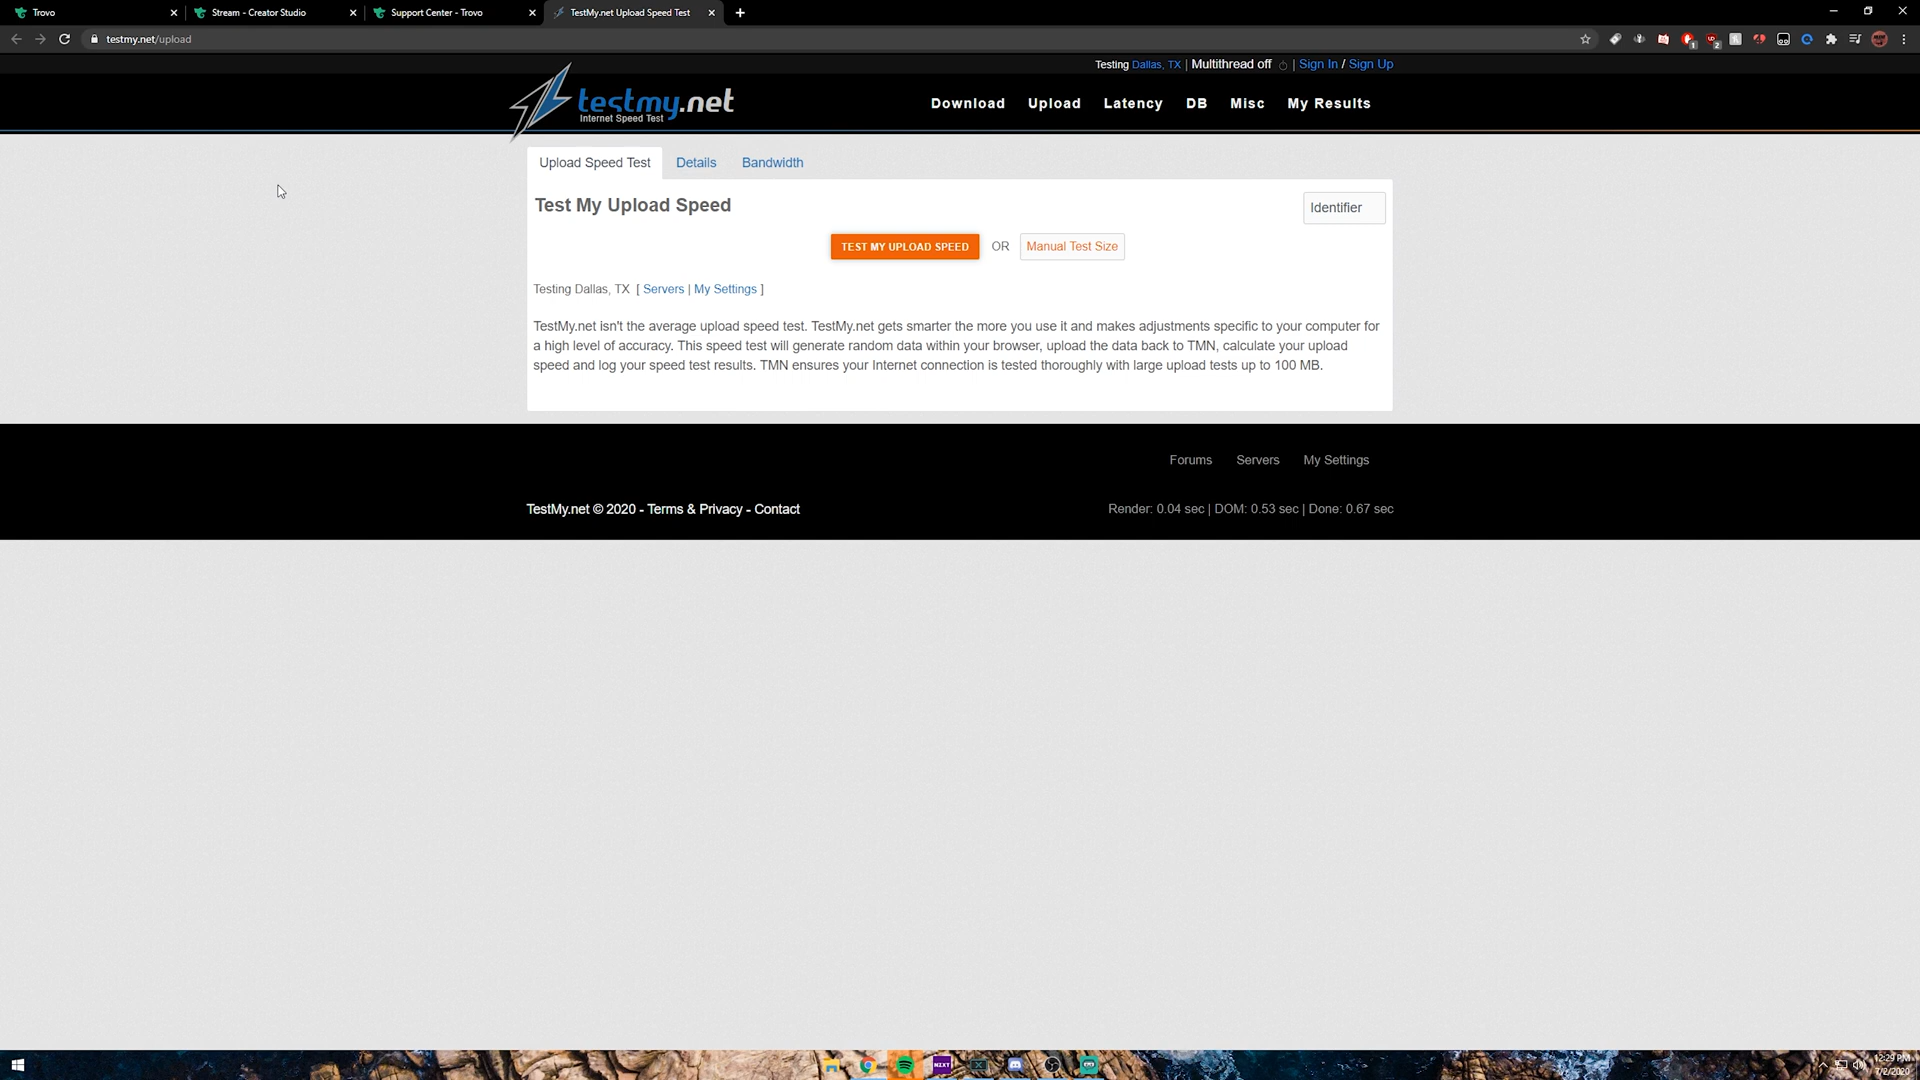 Trovo
Stream - Creator Studio
Support Center - Trovo
TestMy.net Upload Speed Test
testmy.net/upload
Testing Dallas, TX | Multithread off | Sign In / Sign Up
testmy.net
Internet Speed Test
Download Upload Latency DB Misc My Results
Upload Speed Test Details Bandwidth
Test My Upload Speed
Identifier
TEST MY UPLOAD SPEED OR Manual Test Size
Testing Dallas, TX [ Servers | My Settings ]
TestMy.net isn't the average upload speed test. TestMy.net gets smarter the more you use it and makes adjustments specific to your computer for
a high level of accuracy. This speed test will generate random data within your browser, upload the data back to TMN, calculate your upload
speed and log your speed test results. TMN ensures your Internet connection is tested thoroughly with large upload tests up to 100 MB.
Forums Servers My Settings
TestMy.net © 2020 - Terms & Privacy - Contact
Render: 0.04 sec | DOM: 0.53 sec | Done: 0.67 sec
NZXT
12:29 PM
7/2/2020